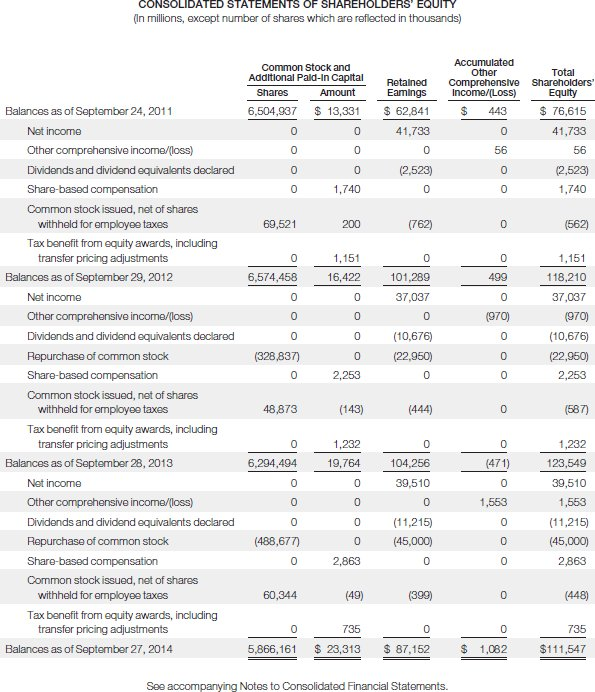 CONSOLIDATED STATEMENTS OF SHAREHOLDERS' EQUITY
(In millions, except number of shares which are reflected in thousands)
Common Stock and Additional Paid-In Capital Retained Earnings Accumulated Other Comprehensive Income/(Loss) Total Shareholders' Equity
Shares Amount
Balances as of September 24, 2011 6,504,937 $ 13,331 $ 62,841 $ 443 $ 76,615
Net income 0 0 41,733 0 41,733
Other comprehensive income/(loss) 0 0 0 56 56
Dividends and dividend equivalents declared 0 0 (2,523) 0 (2,523)
Share-based compensation 0 1,740 0 0 1,740
Common stock issued, net of shares
withheld for employee taxes 69,521 200 (762) 0 (562)
Tax benefit from equity awards, including
transfer pricing adjustments 0 1,151 0 0 1,151
Balances as of September 29, 2012 6,574,458 16,422 101,289 499 118,210
Net income 0 0 37,037 0 37,037
Other comprehensive income/(loss) 0 0 0 (970) (970)
Dividends and dividend equivalents declared 0 0 (10,676) 0 (10,676)
Repurchase of common stock (328,837) 0 (22,950) 0 (22,950)
Share-based compensation 0 2,253 0 0 2,253
Common stock issued, net of shares
withheld for employee taxes 48,873 (143) (444) 0 (587)
Tax benefit from equity awards, including
transfer pricing adjustments 0 1,232 0 0 1,232
Balances as of September 28, 2013 6,294,494 19,764 104,256 (471) 123,549
Net income 0 0 39,510 0 39,510
Other comprehensive income/(loss) 0 0 0 1,553 1,553
Dividends and dividend equivalents declared 0 0 (11,215) 0 (11,215)
Repurchase of common stock (488,677) 0 (45,000) 0 (45,000)
Share-based compensation 0 2,863 0 0 2,863
Common stock issued, net of shares
withheld for employee taxes 60,344 (49) (399) 0 (448)
Tax benefit from equity awards, including
transfer pricing adjustments 0 735 0 0 735
Balances as of September 27, 2014 5,866,161 $ 23,313 $ 87,152 $ 1,082 $111,547
See accompanying Notes to Consolidated Financial Statements.